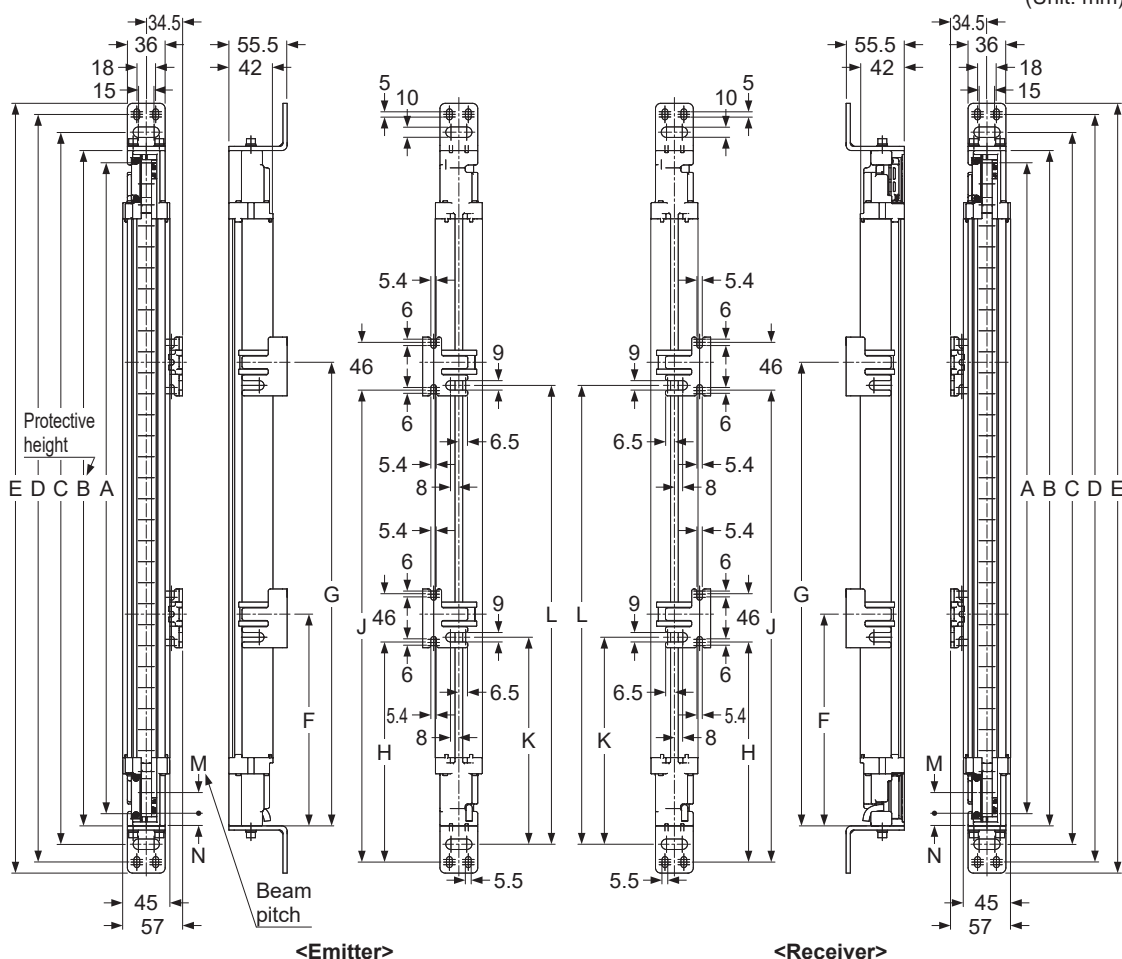 (Unit: mm)
34.5
36
18
15
55.5
42
5
10
5
10
55.5
42
34.5
36
18
15
5.4
6
46
9
6
6.5
5.4
8
5.4
6
9
46
6
6.5
5.4
8
Protective
height
E D C B A
G
J
L
L
J
G
A B C D E
5.4
6
46
9
6
6.5
5.4
8
5.4
6
9
46
6
6.5
5.4
8
F
H
K
K
H
F
M
N
M
N
Beam
pitch
45
57
5.5
5.5
45
57
<Emitter>
<Receiver>